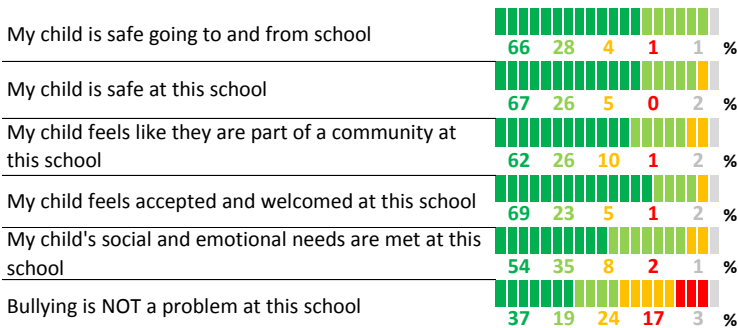 My child is safe going to and from school
66 28 4 1 1 %
My child is safe at this school
67 26 5 0 2 %
My child feels like they are part of a community at
this school
62 26 10 1 2 %
My child feels accepted and welcomed at this school
69 23 5 1 2 %
My child's social and emotional needs are met at this
school
54 35 8 2 1 %
Bullying is NOT a problem at this school
37 19 24 17 3 %